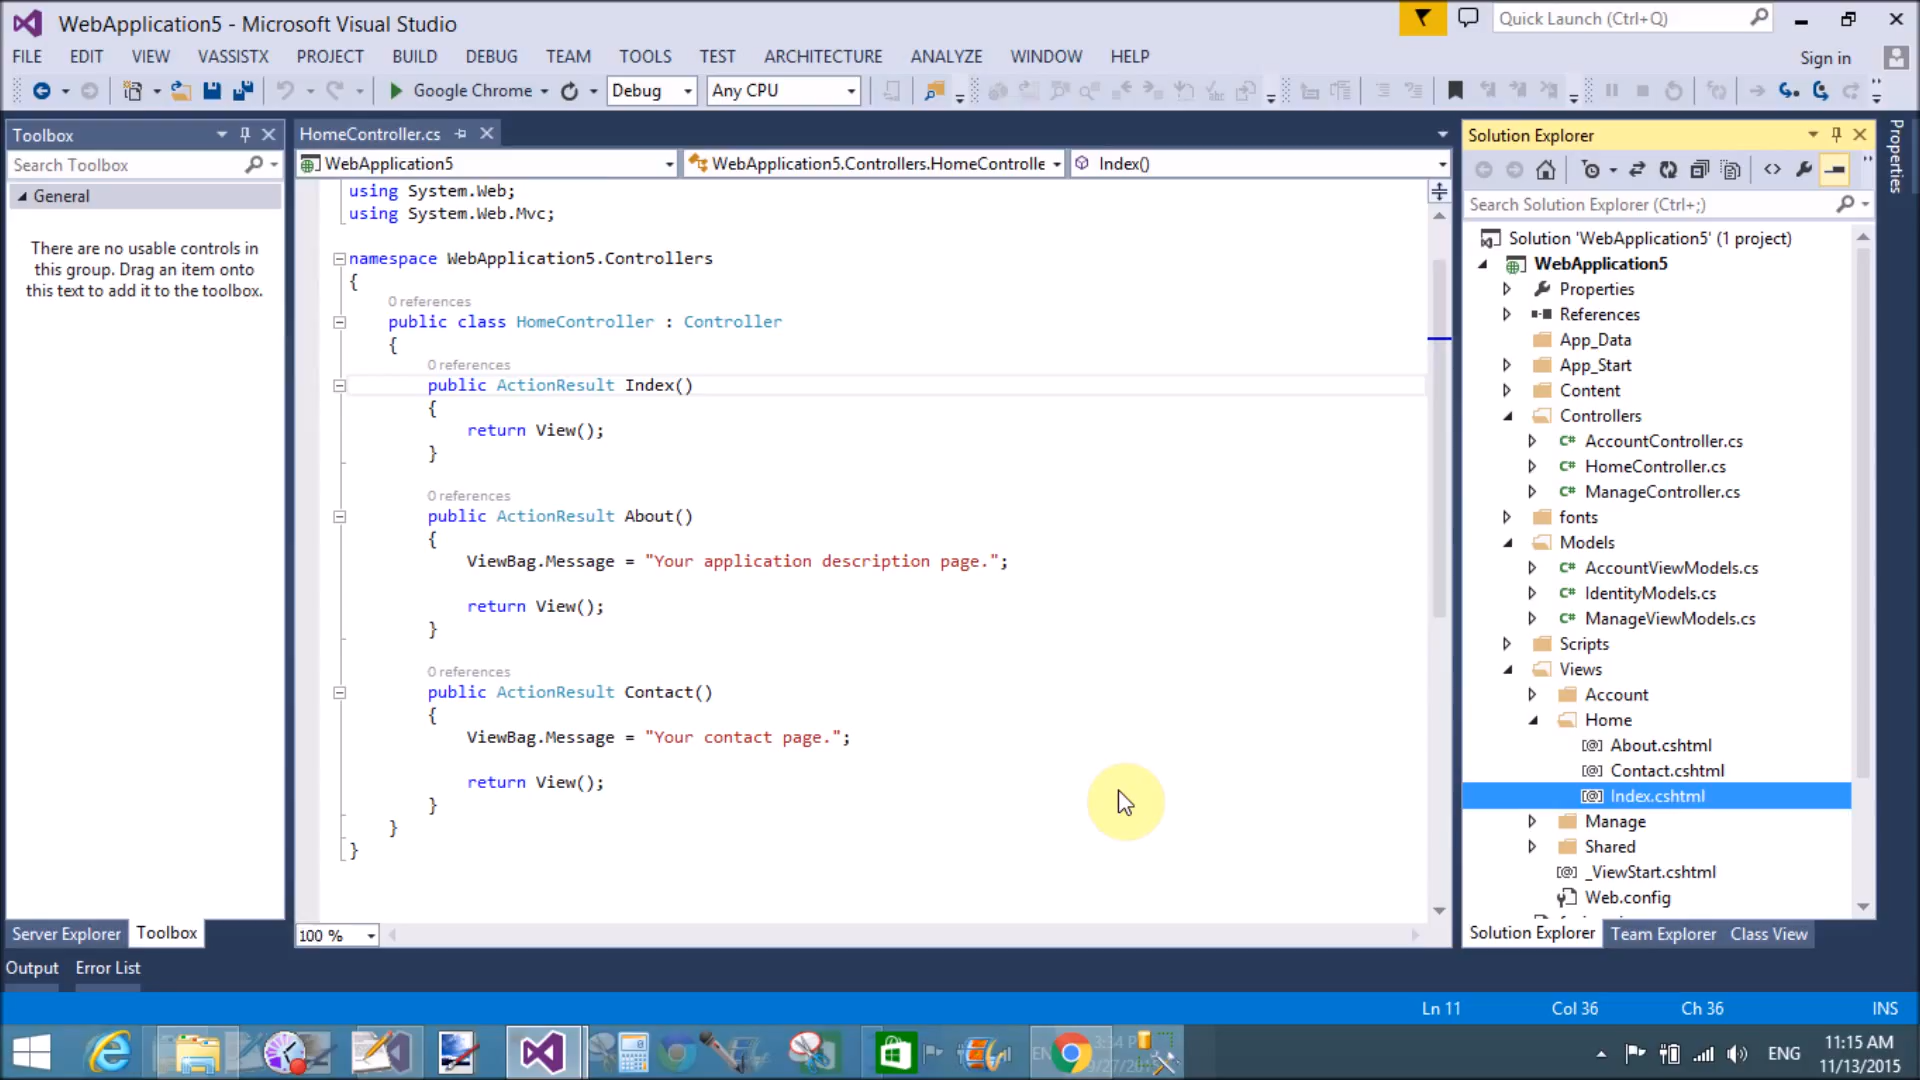 WebApplication5 - Microsoft Visual Studio
Quick Launch (Ctrl+Q)
FILE EDIT VIEW VASSISTX PROJECT BUILD DEBUG TEAM TOOLS TEST ARCHITECTURE ANALYZE WINDOW HELP
Sign in
Google Chrome Debug Any CPU
Toolbox
Search Toolbox
General
There are no usable controls in
this group. Drag an item onto
this text to add it to the toolbox.
Server Explorer Toolbox
HomeController.cs
WebApplication5 WebApplication5.Controllers.HomeControlle Index()
using System.Web;
using System.Web.Mvc;
namespace WebApplication5.Controllers
{
0 references
public class HomeController : Controller
{
0 references
public ActionResult Index()
{
return View();
}
0 references
public ActionResult About()
{
ViewBag.Message = "Your application description page.";
return View();
}
0 references
public ActionResult Contact()
{
ViewBag.Message = "Your contact page.";
return View();
}
}
}
100 %
Solution Explorer
Search Solution Explorer (Ctrl+;)
Solution 'WebApplication5' (1 project)
WebApplication5
Properties
References
App_Data
App_Start
Content
Controllers
C# AccountController.cs
C# HomeController.cs
C# ManageController.cs
fonts
Models
C# AccountViewModels.cs
C# IdentityModels.cs
C# ManageViewModels.cs
Scripts
Views
Account
Home
[@] About.cshtml
[@] Contact.cshtml
[@] Index.cshtml
Manage
Shared
[@] _ViewStart.cshtml
Web.config
Solution Explorer Team Explorer Class View
Properties
Output Error List
Ln 11 Col 36 Ch 36 INS
ENG
11:15 AM
11/13/2015